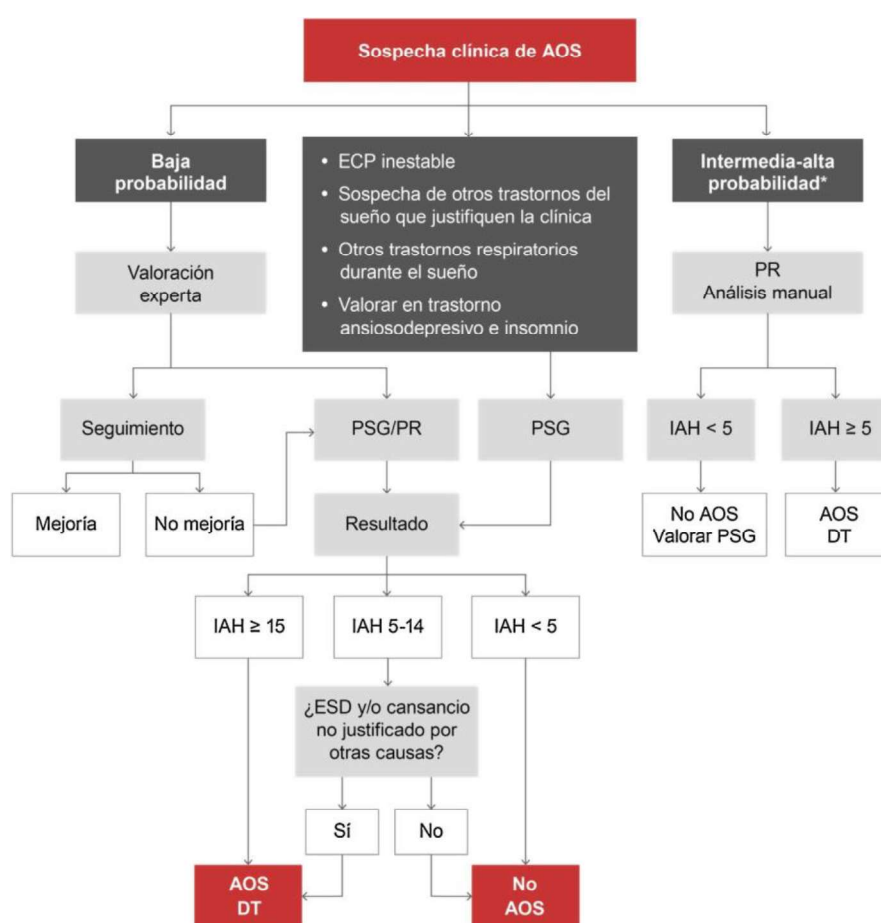 Sospecha clínica de AOS
Baja
probabilidad
• ECP inestable
• Sospecha de otros trastornos del
sueño que justifiquen la clínica
• Otros trastornos respiratorios
durante el sueño
• Valorar en trastorno
ansiosodepresivo e insomnio
Intermedia-alta
probabilidad*
Valoración
experta
PR
Análisis manual
Seguimiento
PSG/PR
PSG
IAH < 5
IAH ≥ 5
Mejoría
No mejoría
Resultado
No AOS
Valorar PSG
AOS
DT
IAH ≥ 15
IAH 5-14
IAH < 5
¿ESD y/o cansancio
no justificado por
otras causas?
Sí
No
AOS
DT
No
AOS